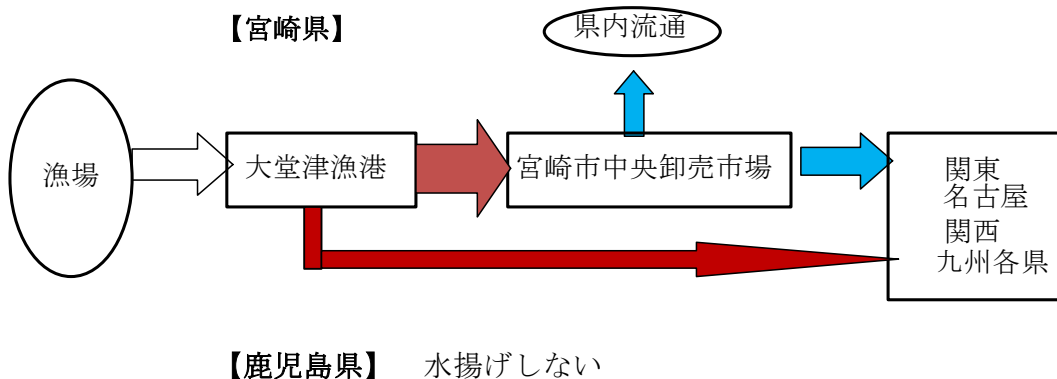 【宮崎県】
県内流通
漁場
大堂津漁港
宮崎市中央卸売市場
関東
名古屋
関西
九州各県
【鹿児島県】 水揚げしない